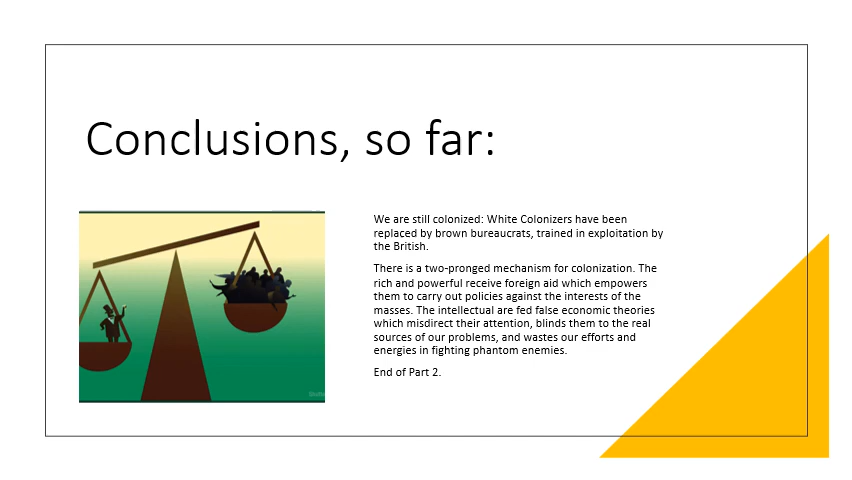 Conclusions, so far:
We are still colonized: White Colonizers have been
replaced by brown bureaucrats, trained in exploitation by
the British.
There is a two-pronged mechanism for colonization. The
rich and powerful receive foreign aid which empowers
them to carry out policies against the interests of the
masses. The intellectual are fed false economic theories
which misdirect their attention, blinds them to the real
sources of our problems, and wastes our efforts and
energies in fighting phantom enemies.
End of Part 2.